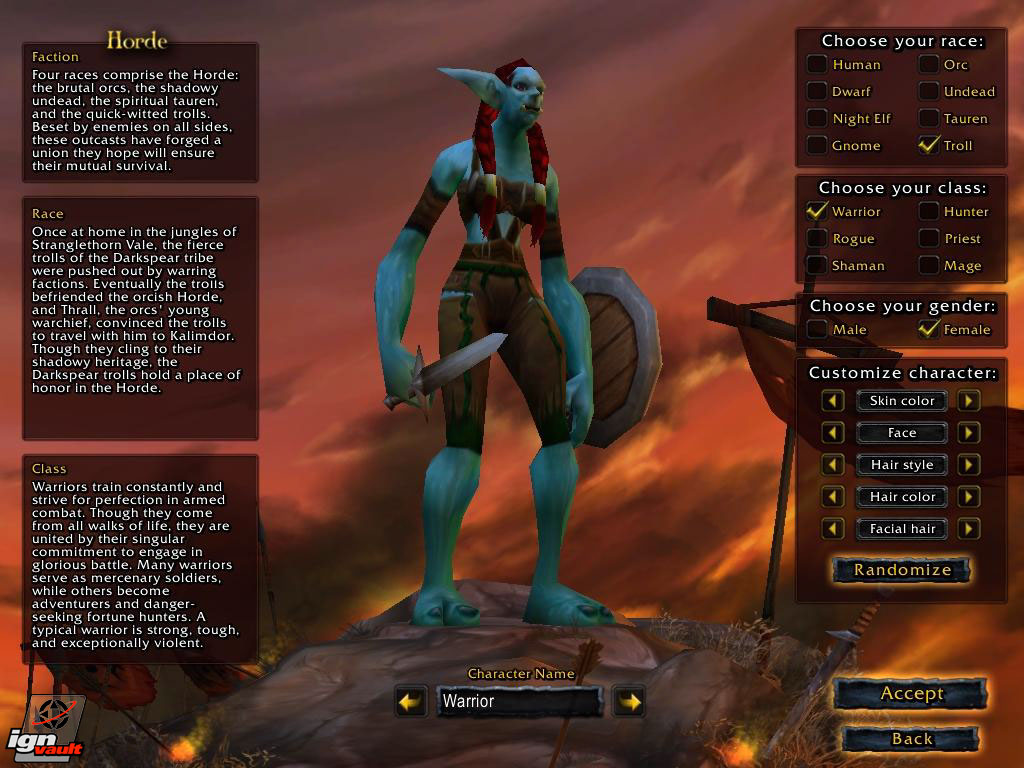 Horde
Faction
Four races comprise the Horde:
the brutal orcs, the shadowy
undead, the spiritual tauren,
and the quick-witted trolls.
Beset by enemies on all sides,
these outcasts have forged a
union they hope will ensure
their mutual survival.
Race
Once at home in the jungles of
Stranglethorn Vale, the fierce
trolls of the Darkspear tribe
were pushed out by warring
factions. Eventually the trolls
befriended the orcish Horde,
and Thrall, the orcs' young
warchief, convinced the trolls
to travel with him to Kalimdor.
Though they cling to their
shadowy heritage, the
Darkspear trolls hold a place of
honor in the Horde.
Class
Warriors train constantly and
strive for perfection in armed
combat. Though they come
from all walks of life, they are
united by their singular
commitment to engage in
glorious battle. Many warriors
serve as mercenary soldiers,
while others become
adventurers and danger-
seeking fortune hunters. A
typical warrior is strong, tough,
and exceptionally violent.
ign
vault
Character Name
Warrior
Choose your race:
Human Orc
Dwarf Undead
Night Elf Tauren
Gnome Troll
Choose your class:
Warrior Hunter
Rogue Priest
Shaman Mage
Choose your gender:
Male Female
Customize character:
Skin color
Face
Hair style
Hair color
Facial hair
Randomize
Accept
Back